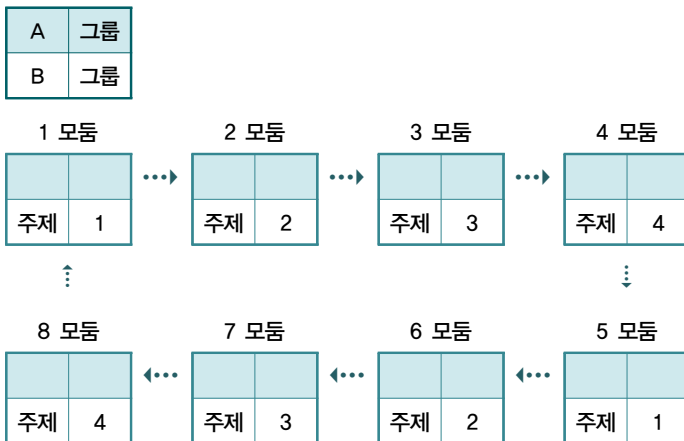 A 그룹
B 그룹
1 모둠 2 모둠 3 모둠 4 모둠
주제 1 주제 2 주제 3 주제 4
8 모둠 7 모둠 6 모둠 5 모둠
주제 4 주제 3 주제 2 주제 1